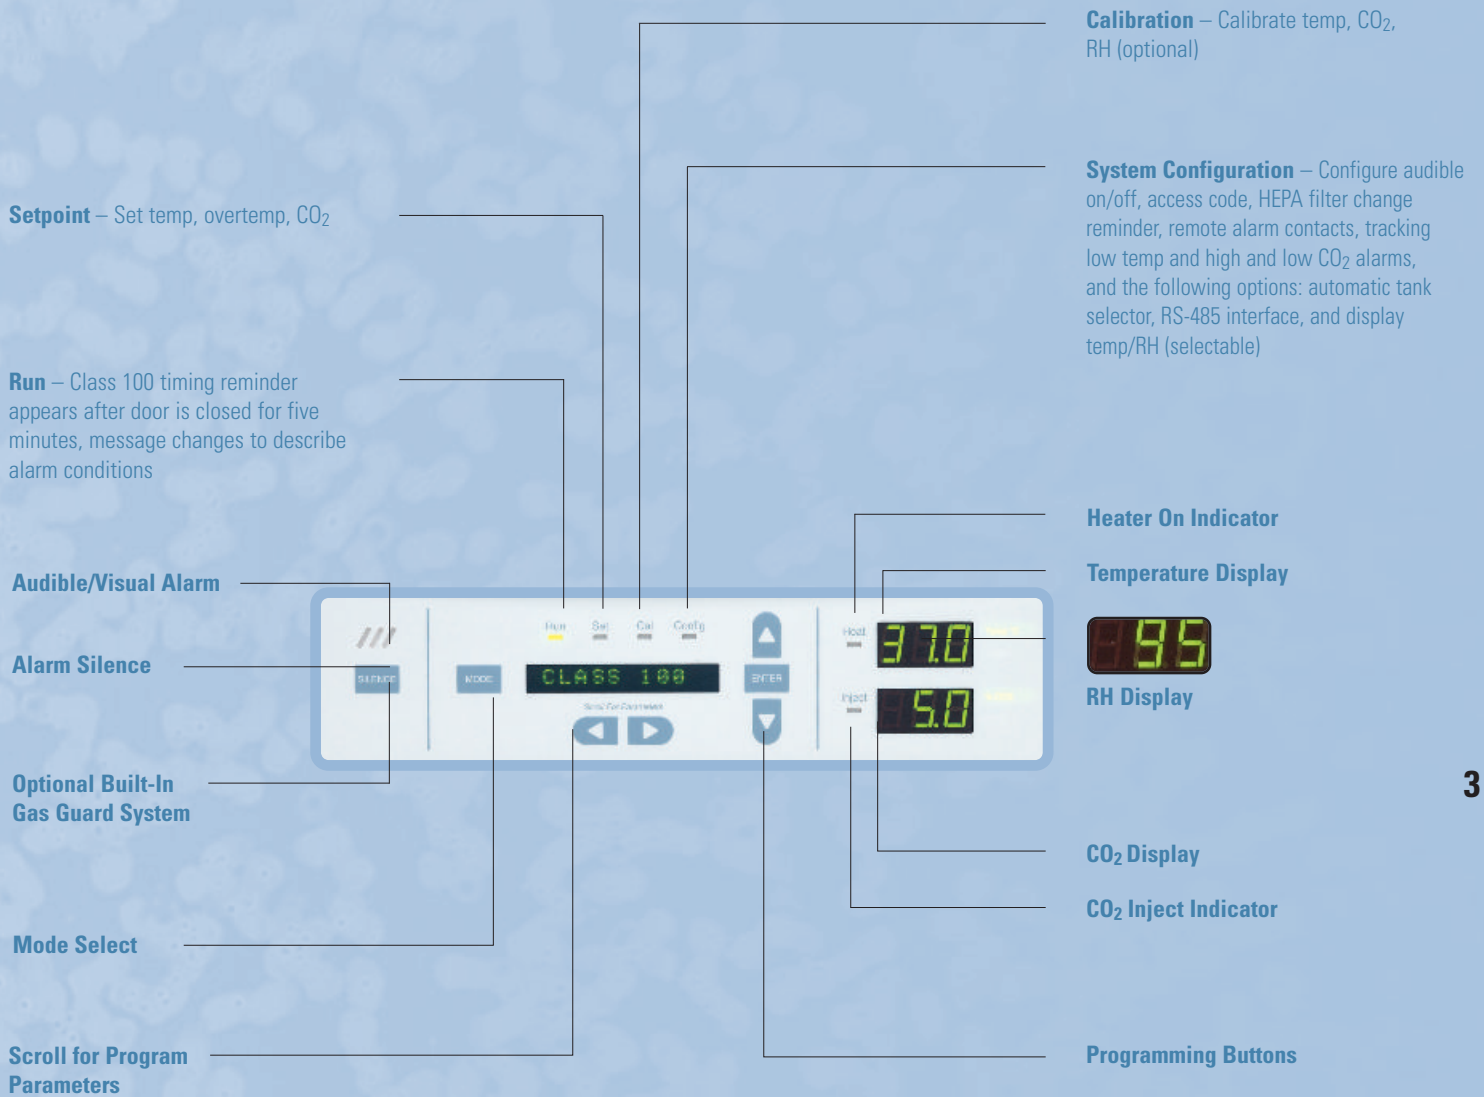 Calibration – Calibrate temp, CO₂,
RH (optional)
System Configuration – Configure audible
on/off, access code, HEPA filter change
reminder, remote alarm contacts, tracking
low temp and high and low CO₂ alarms,
and the following options: automatic tank
selector, RS-485 interface, and display
temp/RH (selectable)
Setpoint – Set temp, overtemp, CO₂
Run – Class 100 timing reminder
appears after door is closed for five
minutes, message changes to describe
alarm conditions
Audible/Visual Alarm
Alarm Silence
Optional Built-In
Gas Guard System
Mode Select
Scroll for Program
Parameters
Run Set Cal Config
SILENCE
MODE
CLASS 100
Scroll For Parameters
ENTER
Heat
37.0
Inject
5.0
Heater On Indicator
Temperature Display
95
RH Display
CO₂ Display
CO₂ Inject Indicator
Programming Buttons
3